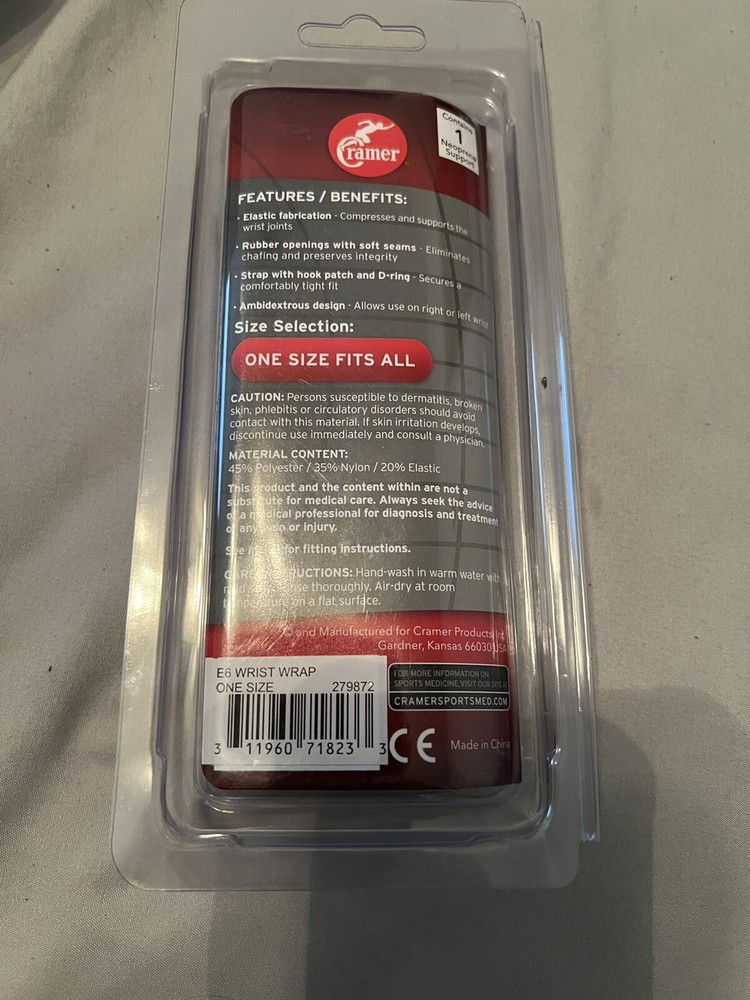 Cramer
Contains
1
Neoprene
Support
FEATURES / BENEFITS:
· Elastic fabrication - Compresses and supports the
wrist joints
· Rubber openings with soft seams - Eliminates
chafing and preserves integrity
· Strap with hook patch and D-ring - Secures a
comfortably tight fit
· Ambidextrous design - Allows use on right or left wrist
Size Selection:
ONE SIZE FITS ALL
CAUTION: Persons susceptible to dermatitis, broken
skin, phlebitis or circulatory disorders should avoid
contact with this material. If skin irritation develops,
discontinue use immediately and consult a physician.
MATERIAL CONTENT:
45% Polyester / 35% Nylon / 20% Elastic
This product and the content within are not a
substitute for medical care. Always seek the advice
of a medical professional for diagnosis and treatment
of any pain or injury.
See for fitting instructions.
CARE INSTRUCTIONS: Hand-wash in warm water with
mild rinse thoroughly. Air-dry at room
temperature on a flat surface.
© and Manufactured for Cramer Products, Inc.
Gardner, Kansas 66030 USA
E6 WRIST WRAP
ONE SIZE 279872
3 11960 71823 3
FOR MORE INFORMATION ON
SPORTS MEDICINE, VISIT OUR SITE AT
CRAMERSPORTSMED.COM
CE Made in China